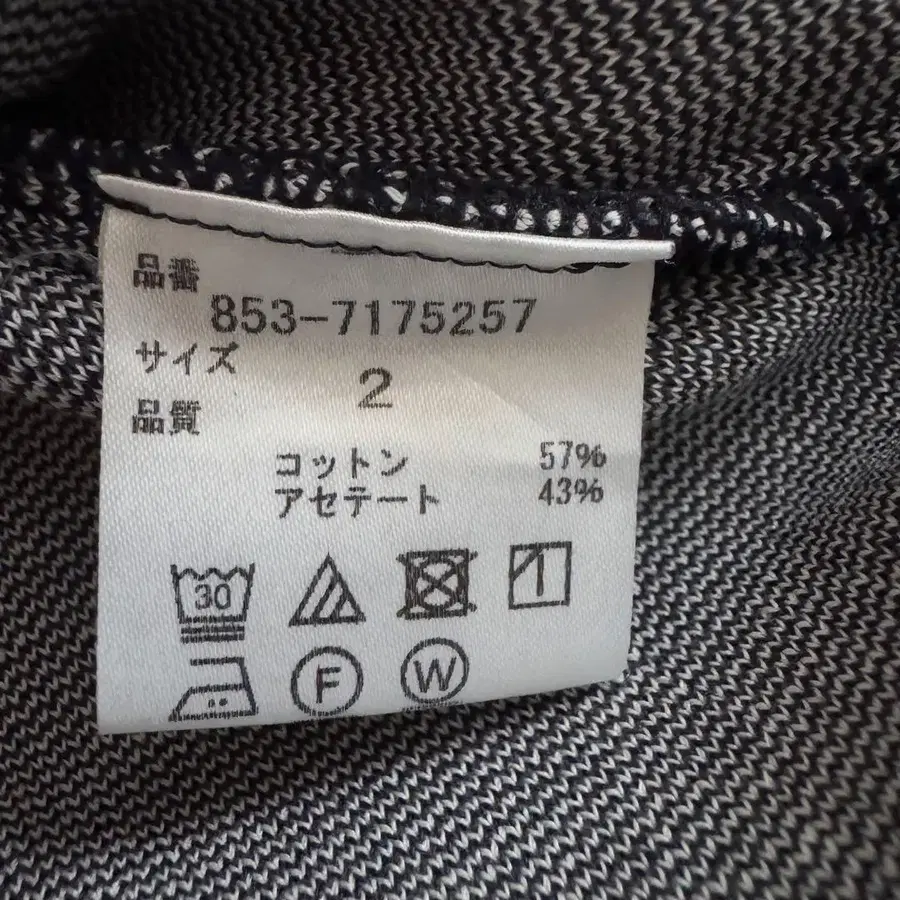 品番
853-7175257
サイズ
2
品質
コットン 57%
アセテート 43%
30
F W